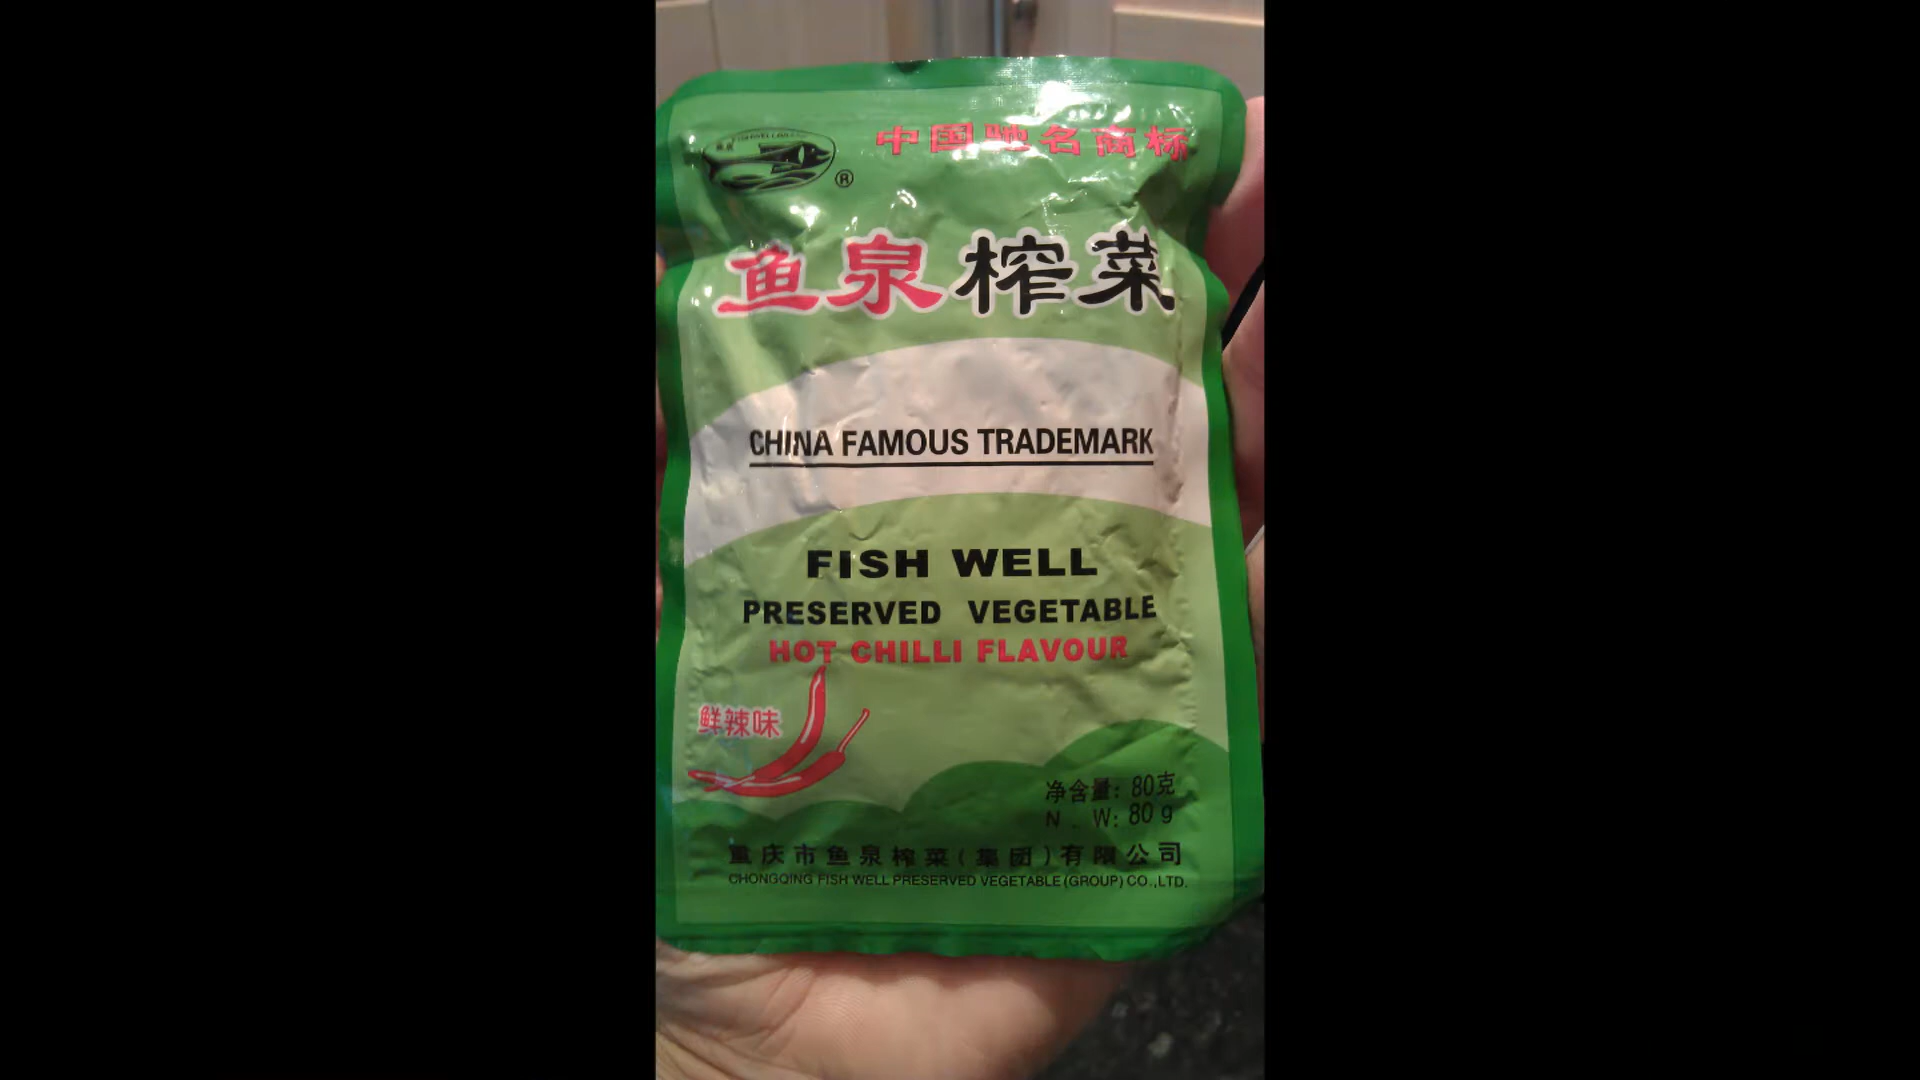 中国驰名商标
®
鱼泉榨菜
CHINA FAMOUS TRADEMARK
FISH WELL
PRESERVED VEGETABLE
HOT CHILLI FLAVOUR
鲜辣味
净含量: 80克
N . W: 80 g
重庆市鱼泉榨菜(集团)有限公司
CHONGQING FISH WELL PRESERVED VEGETABLE (GROUP) CO.,LTD.